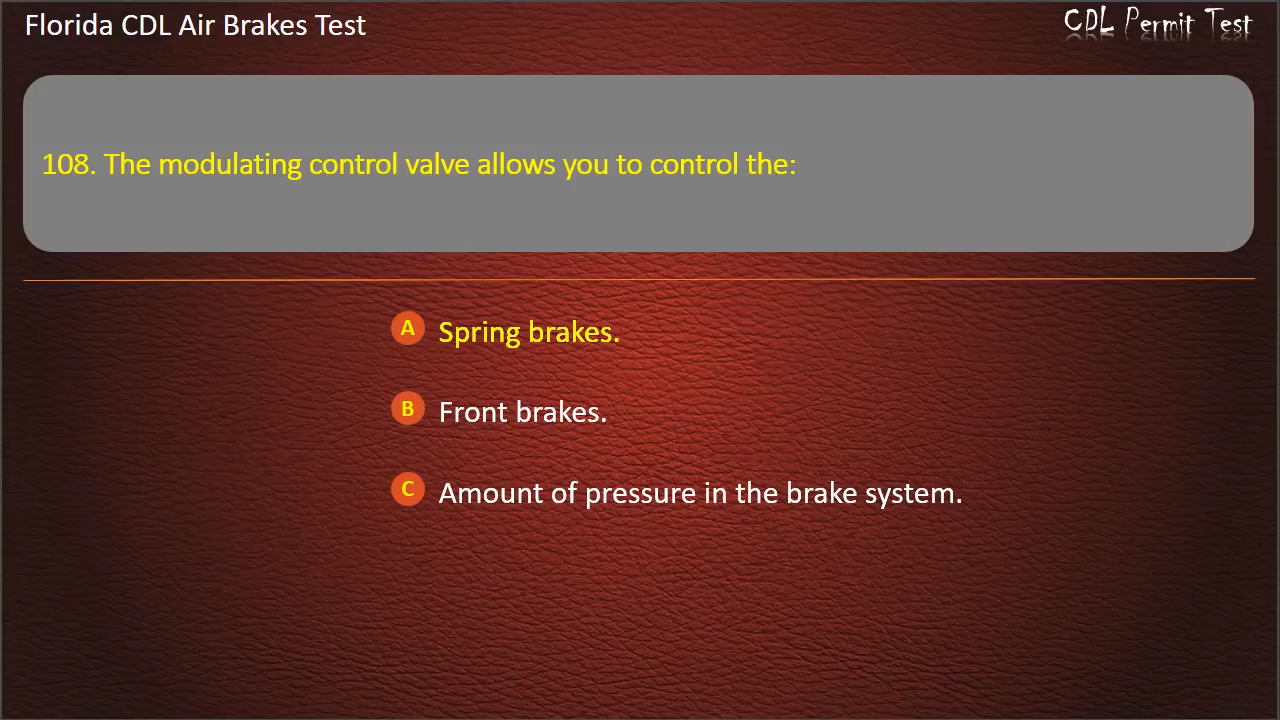 Florida CDL Air Brakes Test
CDL Permit Test
108. The modulating control valve allows you to control the:
A Spring brakes.
B Front brakes.
C Amount of pressure in the brake system.